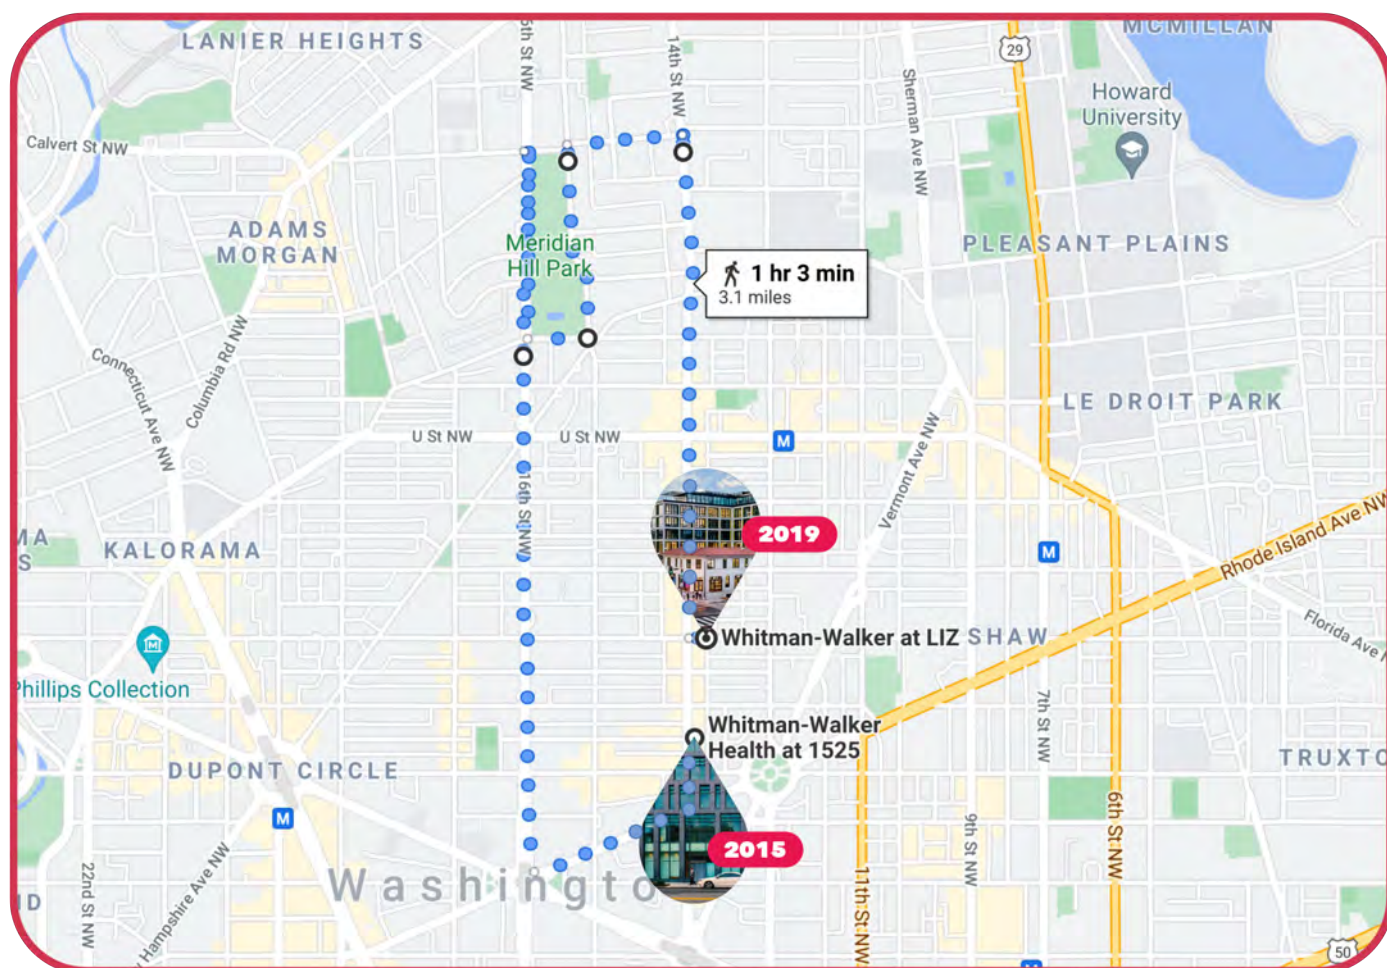 MCMILLAN
LANIER HEIGHTS
5th St NW
14th St NW
29
Sherman Ave NW
Howard
University
Calvert St NW
ADAMS
MORGAN
Meridian
Hill Park
PLEASANT PLAINS
1 hr 3 min
3.1 miles
Connecticut Ave NW
Columbia Rd NW
LE DROIT PARK
U St NW
U St NW
M
Vermont Ave NW
16th St NW
2019
MA
S
KALORAMA
M
Rhode Island Ave NW
Whitman-Walker at LIZ
SHAW
Florida Ave
Phillips Collection
Whitman-Walker
Health at 1525
7th St NW
DUPONT CIRCLE
TRUXTO
M
6th St NW
9th St NW
2015
22nd St NW
Washingto
11th St NW
ID
Hampshire Ave NW
50
M